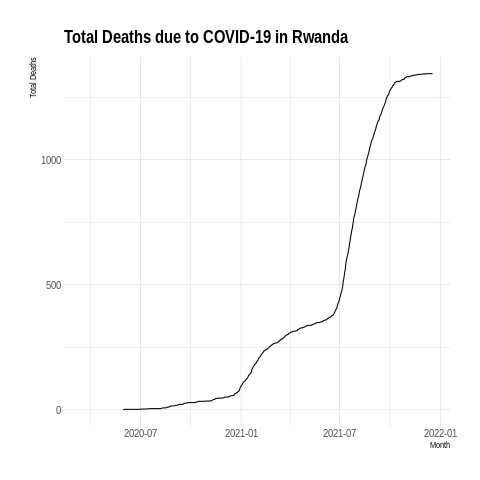 Total Deaths due to COVID-19 in Rwanda
Total Deaths
1000
500
0
2020-07 2021-01 2021-07 2022-01
Month